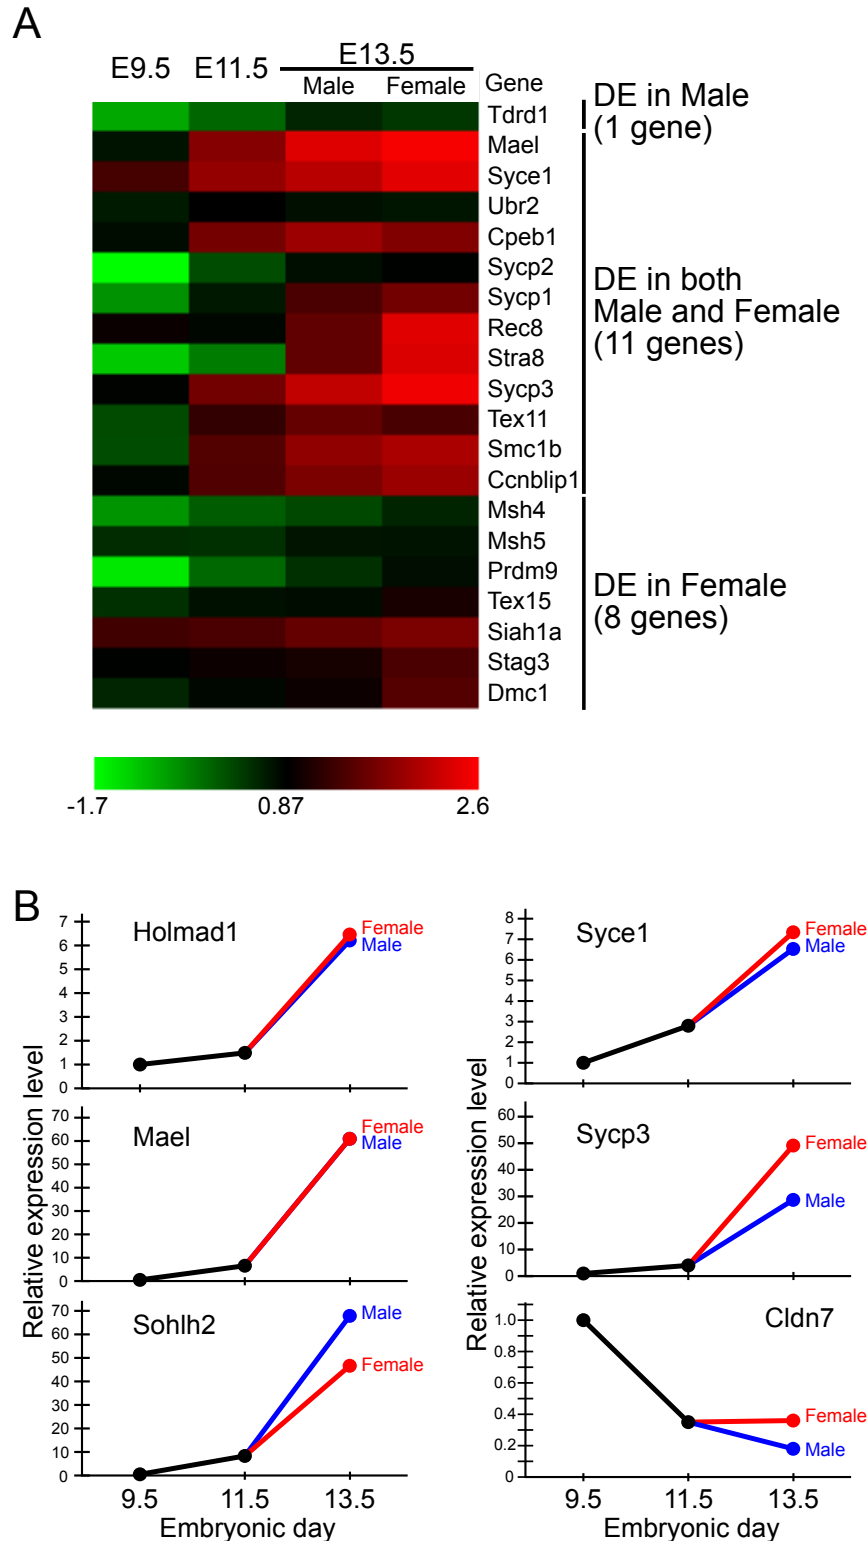 A
E9.5 E11.5 E13.5
Male Female Gene
Tdrd1
Mael
Syce1
Ubr2
Cpeb1
Sycp2
Sycp1
Rec8
Stra8
Sycp3
Tex11
Smc1b
Ccnblip1
Msh4
Msh5
Prdm9
Tex15
Siah1a
Stag3
Dmc1
DE in Male
(1 gene)
DE in both
Male and Female
(11 genes)
DE in Female
(8 genes)
-1.7 0.87 2.6
B
Relative expression level
Holmad1
7
6
5
4
3
2
1
0
Female
Male
Mael
70
60
50
40
30
20
10
0
Female
Male
Sohlh2
70
60
50
40
30
20
10
0
Male
Female
9.5 11.5 13.5
Embryonic day
Relative expression level
Syce1
8
7
6
5
4
3
2
1
0
Female
Male
Sycp3
60
50
40
30
20
10
0
Female
Male
Cldn7
1.0
0.8
0.6
0.4
0.2
0
Female
Male
9.5 11.5 13.5
Embryonic day